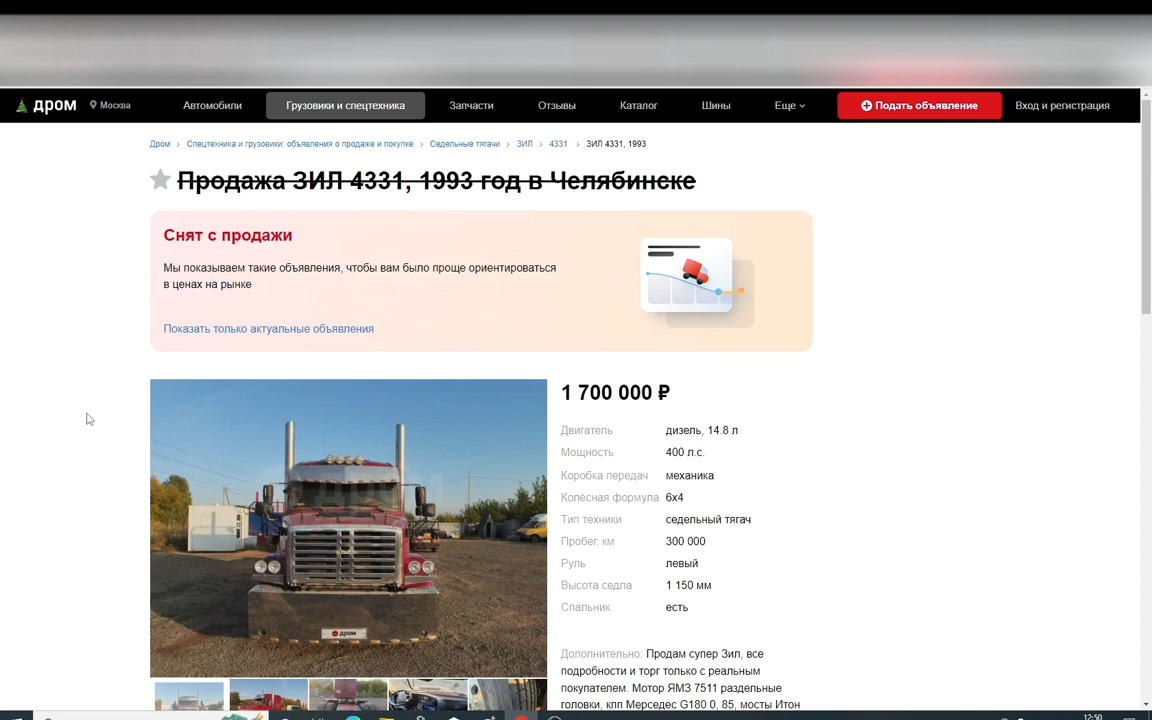 дром Москва Автомобили Грузовики и спецтехника Запчасти Отзывы Каталог Шины Еще Подать объявление Вход и регистрация
Дром > Спецтехника и грузовики: объявления о продаже и покупке > Седельные тягачи > ЗИЛ > 4331 > ЗИЛ 4331, 1993
Продажа ЗИЛ 4331, 1993 год в Челябинске
Снят с продажи
Мы показываем такие объявления, чтобы вам было проще ориентироваться
в ценах на рынке
Показать только актуальные объявления
1 700 000 ₽
Двигатель дизель, 14.8 л
Мощность 400 л.с.
Коробка передач механика
Колёсная формула 6x4
Тип техники седельный тягач
Пробег, км 300 000
Руль левый
Высота седла 1 150 мм
Спальник есть
дром
Дополнительно: Продам супер Зил, все
подробности и торг только с реальным
покупателем. Мотор ЯМЗ 7511 раздельные
головки, кпп Мерседес G180 0, 85, мосты Итон
12:50